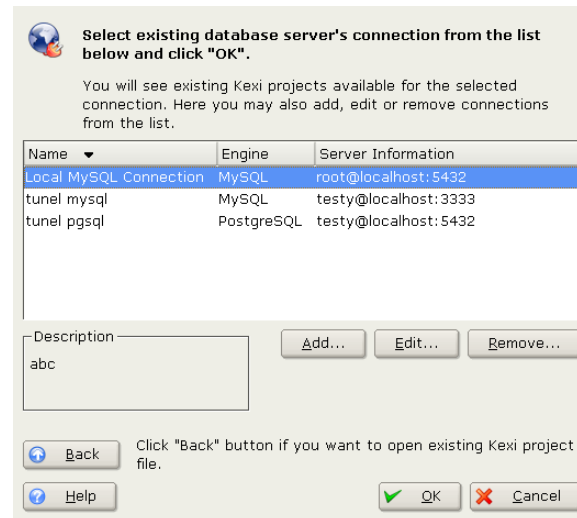 Select existing database server's connection from the list
below and click "OK".
You will see existing Kexi projects available for the selected
connection. Here you may also add, edit or remove connections
from the list.
Name Engine Server Information
Local MySQL Connection MySQL root@localhost:5432
tunel mysql MySQL testy@localhost:3333
tunel pgsql PostgreSQL testy@localhost:5432
Description
abc
Add... Edit... Remove...
Back
Click "Back" button if you want to open existing Kexi project
file.
Help OK Cancel